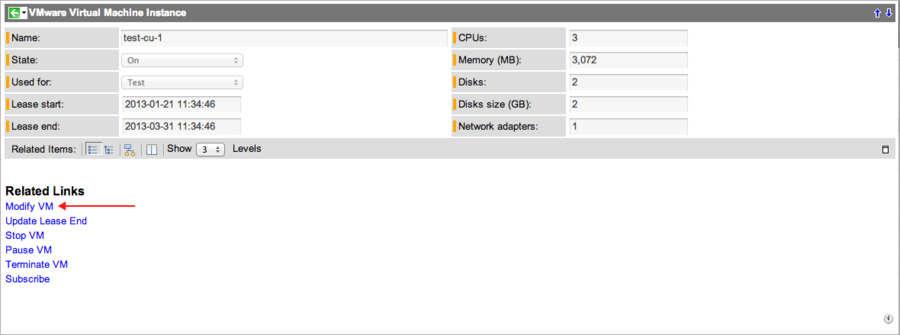 VMware Virtual Machine Instance
Name: test-cu-1 CPUs: 3
State: On Memory (MB): 3,072
Used for: Test Disks: 2
Lease start: 2013-01-21 11:34:46 Disks size (GB): 2
Lease end: 2013-03-31 11:34:46 Network adapters: 1
Related Items: Show 3 Levels
Related Links
Modify VM
Update Lease End
Stop VM
Pause VM
Terminate VM
Subscribe